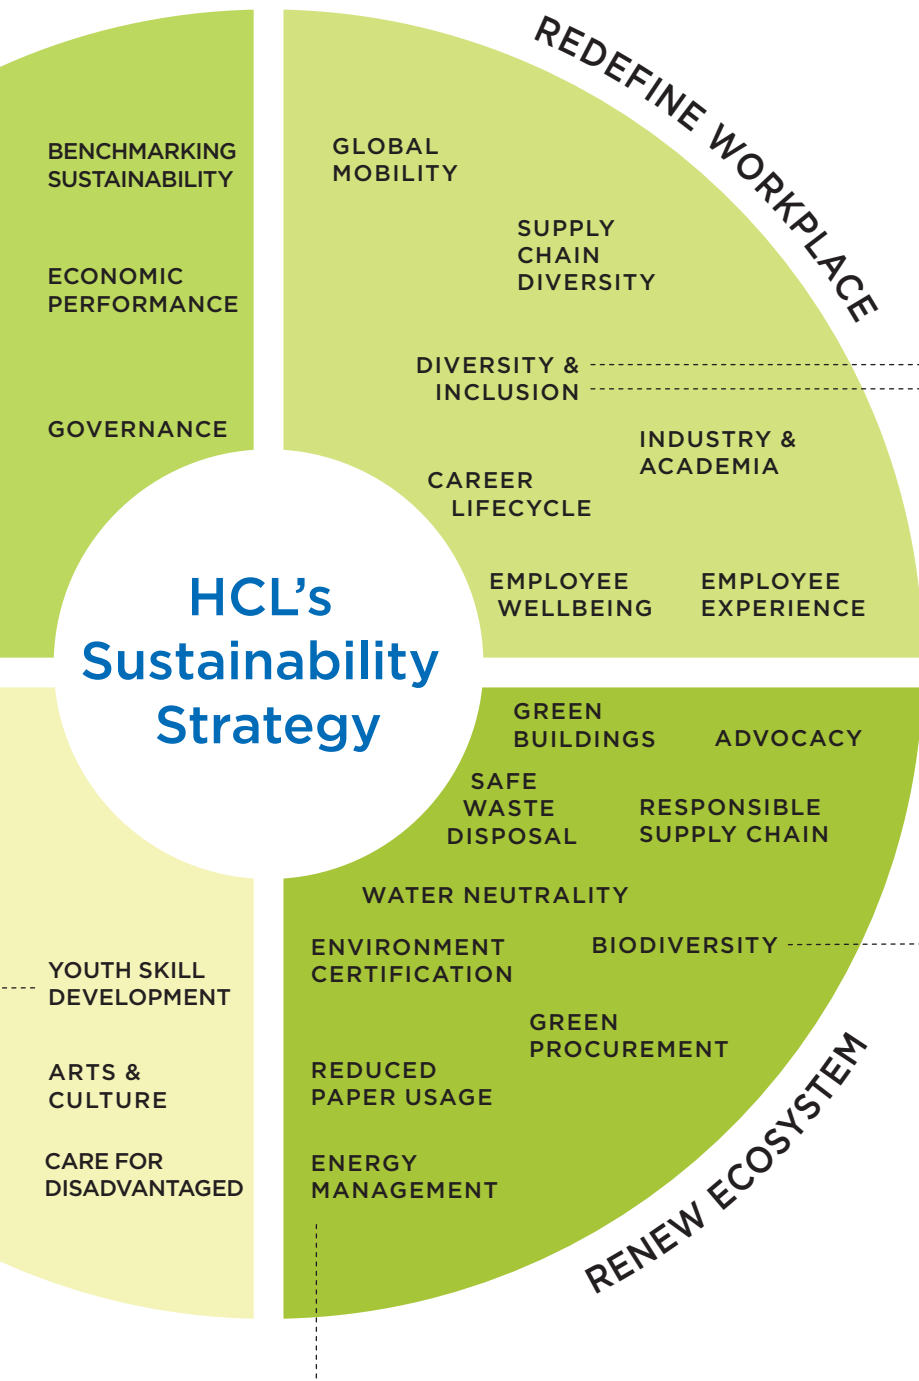 REDEFINE WORKPLACE
BENCHMARKING
SUSTAINABILITY
ECONOMIC
PERFORMANCE
GOVERNANCE
GLOBAL
MOBILITY
SUPPLY
CHAIN
DIVERSITY
DIVERSITY &
INCLUSION
INDUSTRY &
ACADEMIA
CAREER
LIFECYCLE
EMPLOYEE
WELLBEING
EMPLOYEE
EXPERIENCE
HCL’s
Sustainability
Strategy
GREEN
BUILDINGS
ADVOCACY
SAFE
WASTE
DISPOSAL
RESPONSIBLE
SUPPLY CHAIN
WATER NEUTRALITY
ENVIRONMENT
CERTIFICATION
BIODIVERSITY
GREEN
PROCUREMENT
REDUCED
PAPER USAGE
ENERGY
MANAGEMENT
RENEW ECOSYSTEM
YOUTH SKILL
DEVELOPMENT
ARTS &
CULTURE
CARE FOR
DISADVANTAGED